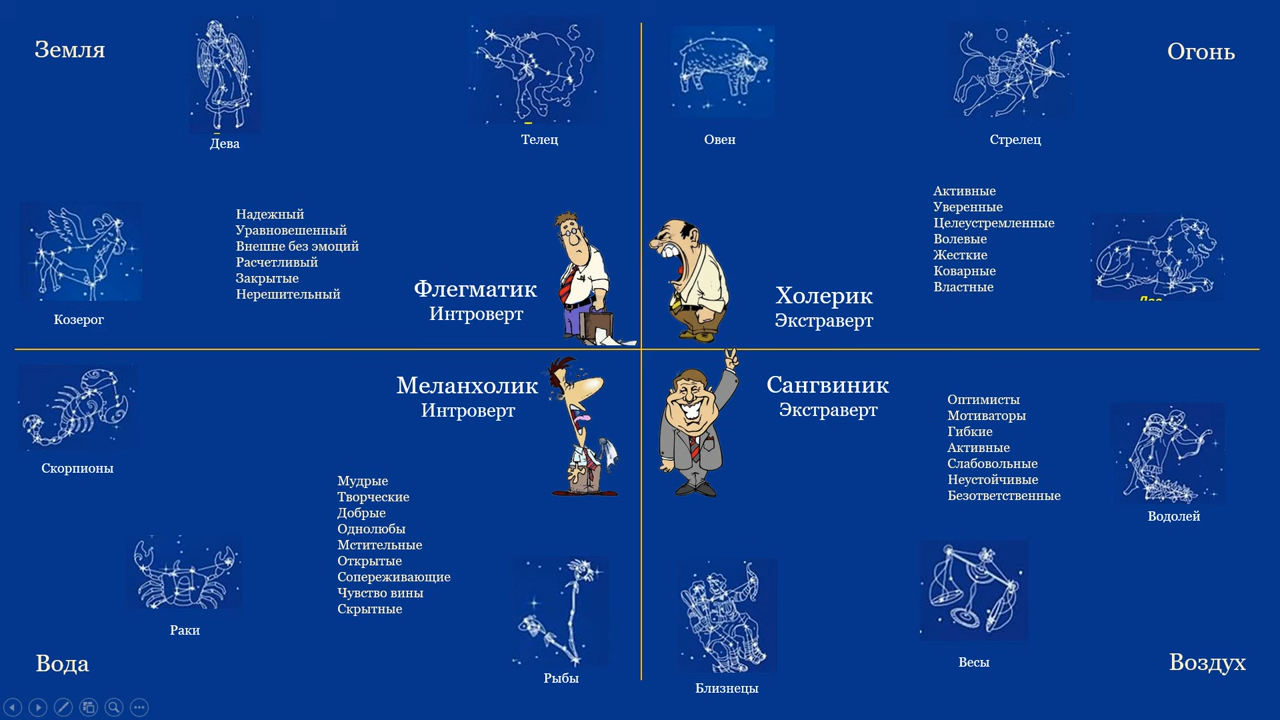 Земля
Дева
Телец
Козерог
Надежный
Уравновешенный
Внешне без эмоций
Расчетливый
Закрытые
Нерешительный
Флегматик
Интроверт
Огонь
Овен
Стрелец
Активные
Уверенные
Целеустремленные
Волевые
Жесткие
Коварные
Властные
Холерик
Экстраверт
Меланхолик
Интроверт
Скорпионы
Мудрые
Творческие
Добрые
Однолюбы
Мстительные
Открытые
Сопереживающие
Чувство вины
Скрытные
Раки
Рыбы
Вода
Сангвиник
Экстраверт
Оптимисты
Мотиваторы
Гибкие
Активные
Слабовольные
Неустойчивые
Безответственные
Водолей
Весы
Близнецы
Воздух